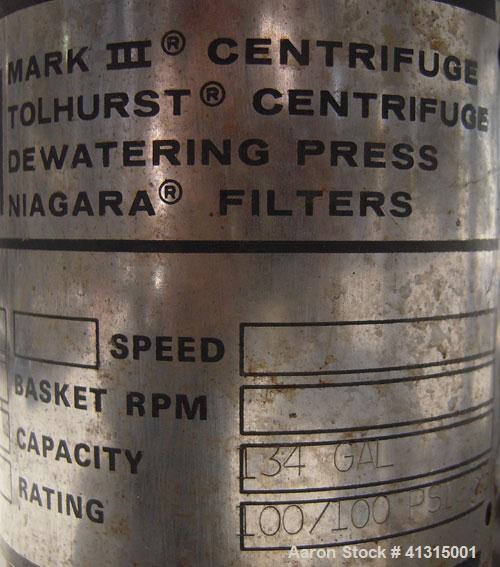 MARK III® CENTRIFUGE
TOLHURST® CENTRIFUGE
DEWATERING PRESS
NIAGARA® FILTERS
SPEED
BASKET RPM
CAPACITY 134 GAL
RATING 100/100 PSI
Aaron Stock # 41315001